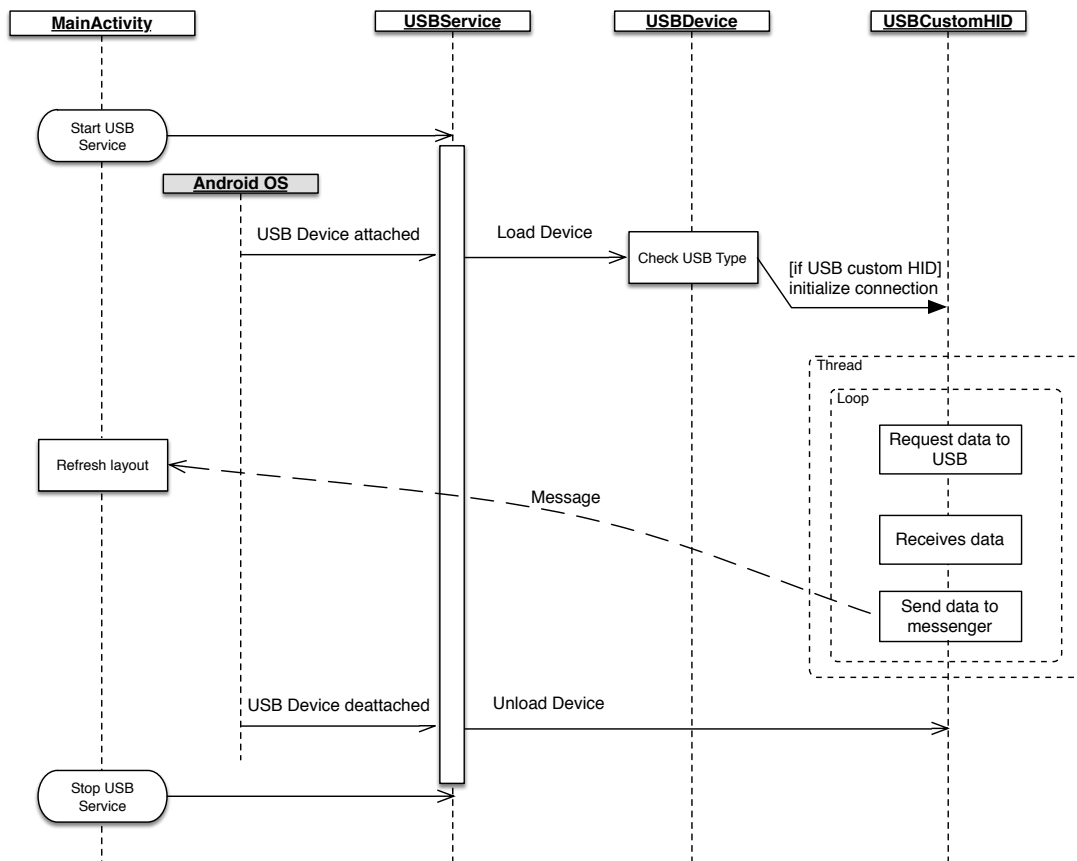 MainActivity
USBService
USBDevice
USBCustomHID
Start USB
Service
Android OS
USB Device attached
Load Device
Check USB Type
[if USB custom HID]
initialize connection
Thread
Loop
Request data to
USB
Refresh layout
Message
Receives data
Send data to
messenger
USB Device deattached
Unload Device
Stop USB
Service